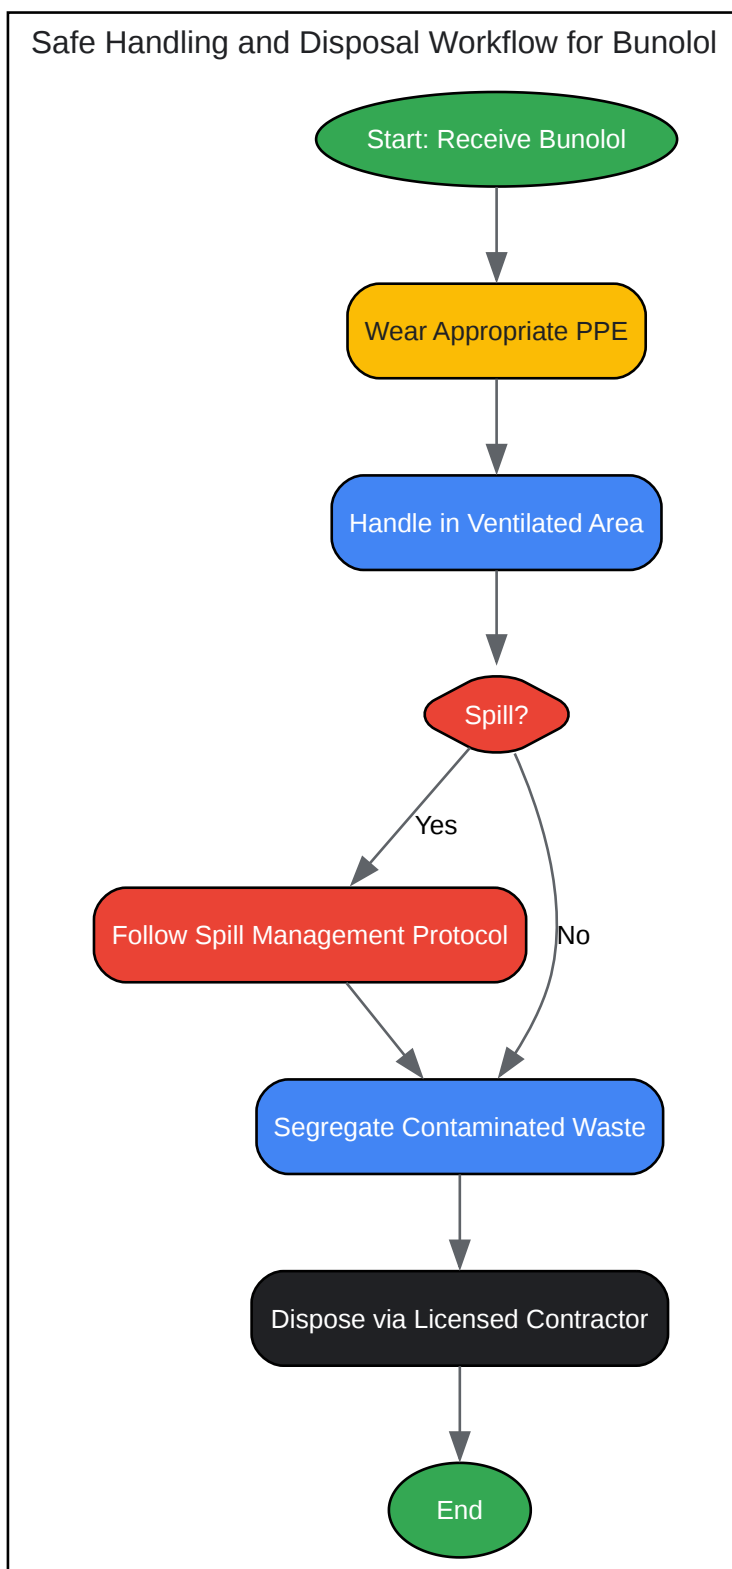 Safe Handling and Disposal Workflow for Bunolol
Start: Receive Bunolol
Wear Appropriate PPE
Handle in Ventilated Area
Spill?
Yes
Follow Spill Management Protocol
No
Segregate Contaminated Waste
Dispose via Licensed Contractor
End